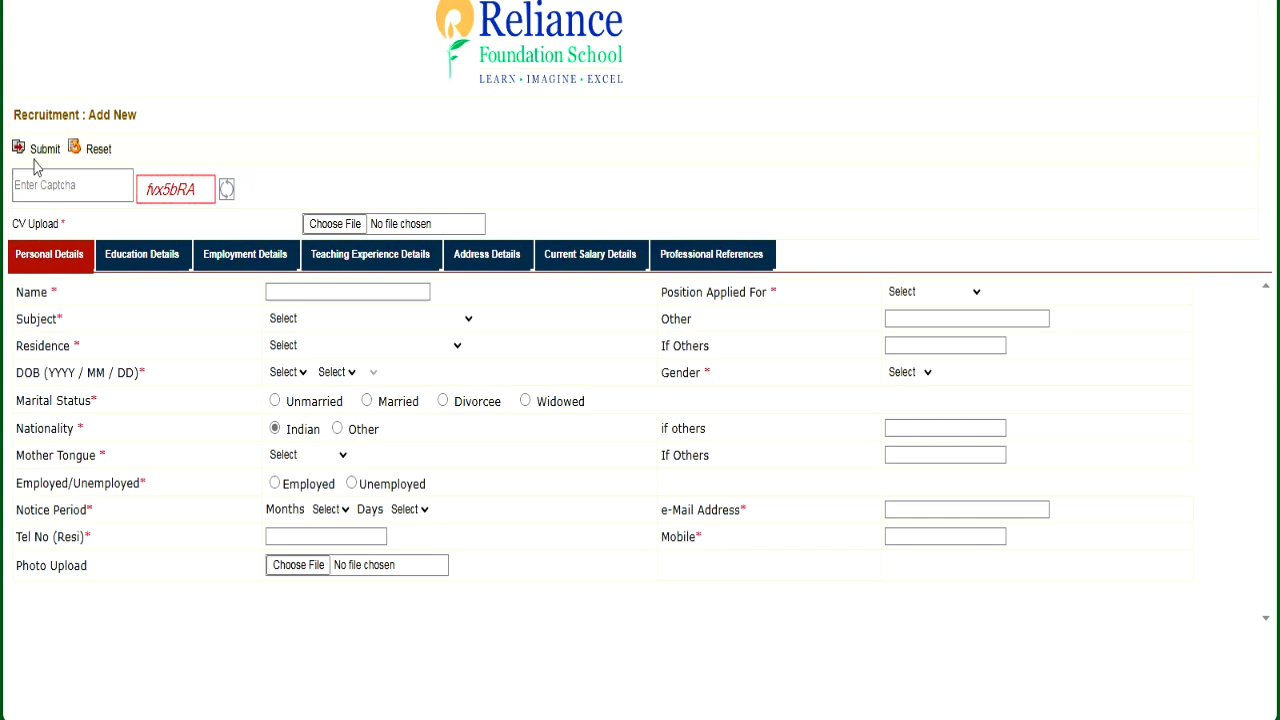 Reliance
Foundation School
LEARN • IMAGINE • EXCEL
Recruitment : Add New
Submit Reset
Enter Captcha fvx5bRA
CV Upload * Choose File No file chosen
Personal Details Education Details Employment Details Teaching Experience Details Address Details Current Salary Details Professional References
Name * Position Applied For * Select
Subject* Select Other
Residence * Select If Others
DOB (YYYY / MM / DD)* Select Select Gender * Select
Marital Status* Unmarried Married Divorcee Widowed
Nationality * Indian Other if others
Mother Tongue * Select If Others
Employed/Unemployed* Employed Unemployed
Notice Period* Months Select Days Select e-Mail Address*
Tel No (Resi)* Mobile*
Photo Upload Choose File No file chosen